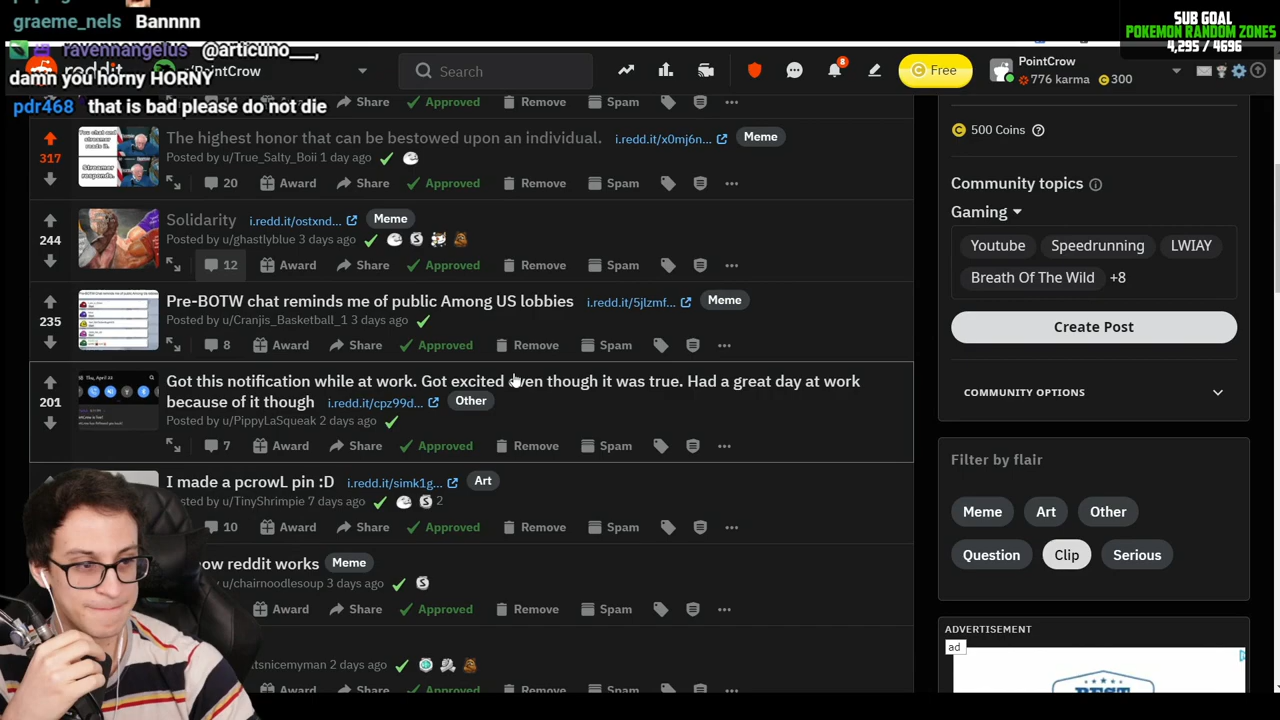 graeme_nels Bannnn
SUB GOAL
POKEMON RANDOM ZONES
4,295 / 4696
ravennangelus @articuno___,
damn you horny HORNY
pdr468 that is bad please do not die
PointCrow
Search
8
Free
PointCrow
776 karma 300
Share Approved Remove Spam
317
The highest honor that can be bestowed upon an individual. i.redd.it/x0mj6n... Meme
Posted by u/True_Salty_Boii 1 day ago
20 Award Share Approved Remove Spam
244
Solidarity i.redd.it/ostxnd... Meme
Posted by u/ghastlyblue 3 days ago
12 Award Share Approved Remove Spam
235
Pre-BOTW chat reminds me of public Among Us lobbies i.redd.it/5jlzmf... Meme
8 Award Share Approved Remove Spam
201
Got this notification while at work. Got excited even though it was true. Had a great day at work
because of it though i.redd.it/cpz99d... Other
Posted by u/PippyLaSqueak 2 days ago
7 Award Share Approved Remove Spam
I made a pcrowL pin :D i.redd.it/simk1g... Art
u/TinyShrimpie 7 days ago 2
10 Award Share Approved Remove Spam
ow reddit works Meme
u/chairnoodlesoup 3 days ago
Award Share Approved Remove Spam
tsnicemyman 2 days ago
Award Share Approved Remove Spam
500 Coins
Community topics
Gaming
Youtube Speedrunning LWIAY
Breath Of The Wild +8
Create Post
COMMUNITY OPTIONS
Filter by flair
Meme Art Other
Question Clip Serious
ADVERTISEMENT
ad